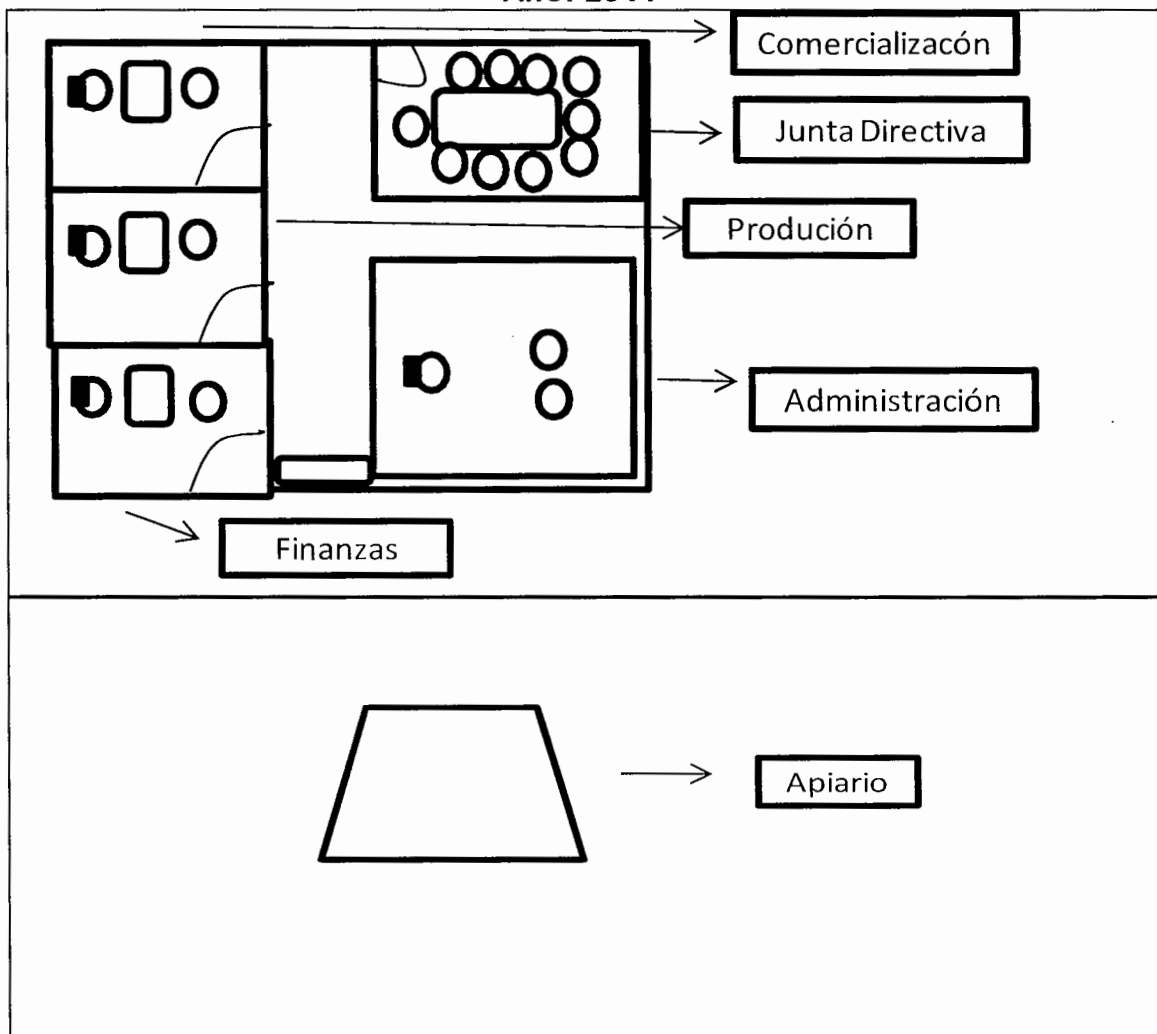 Comercializacón
Junta Directiva
Produción
Administración
Finanzas
Apiario